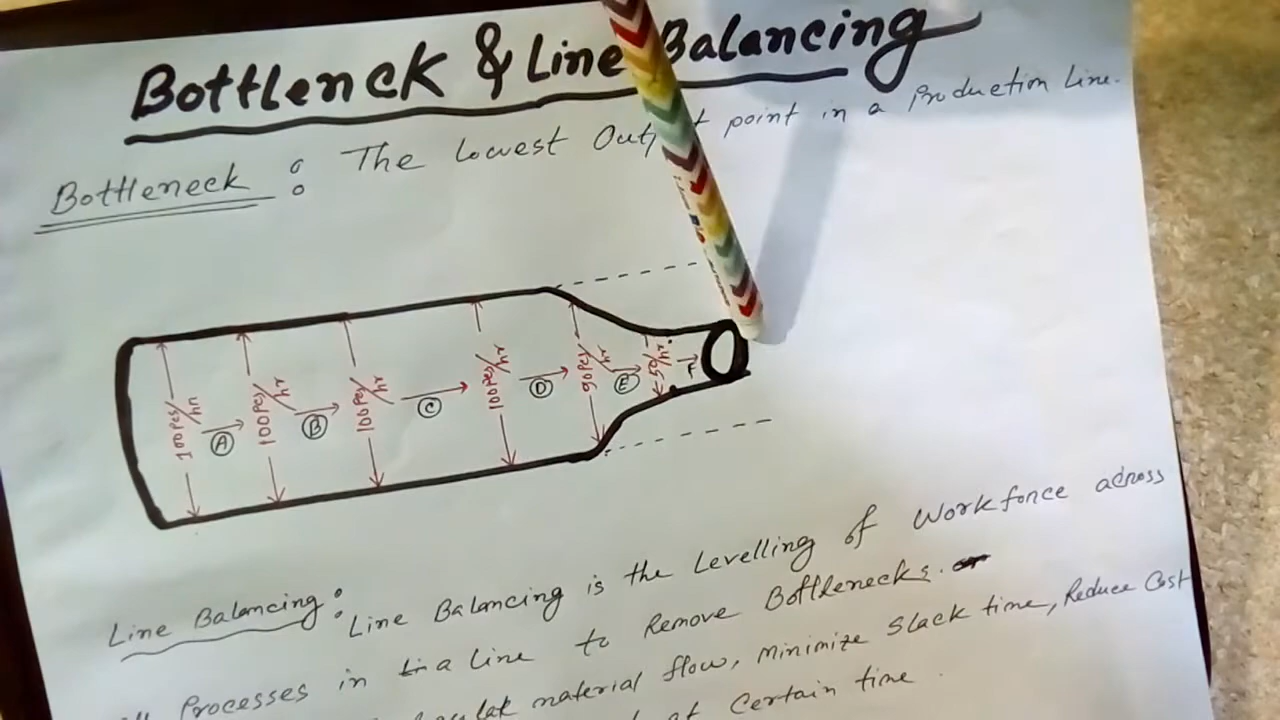 Bottlenck & Line Balancing
Bottleneck : The lowest Outpt point in a Production Line.
100 Pcs/hr
A
100 Pcs/hr
B
100 Pcs/hr
C
100 Pcs/hr
D
90 Pcs/hr
E
50/hr
F
Line Balancing : Line Balancing is the Levelling of Workforce across
Processes in a Line to Remove Bottlenecks.
material flow, Minimize Slack time, Reduce Cost
at Certain time.